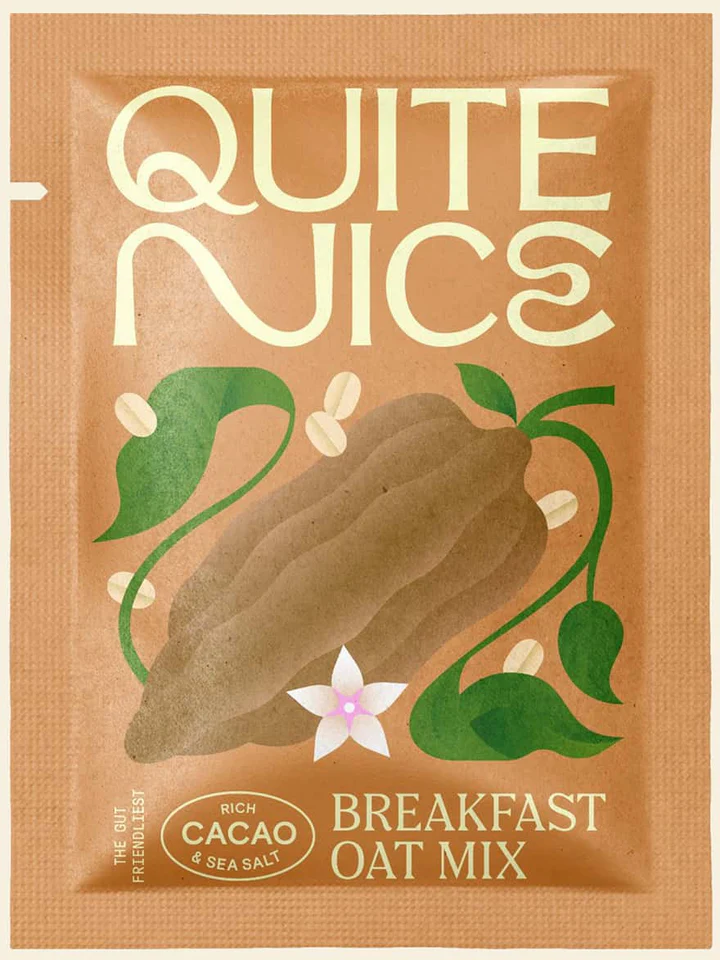 QUITE
NICE
THE GUT
FRIENDLIEST
RICH
CACAO
& SEA SALT
BREAKFAST
OAT MIX